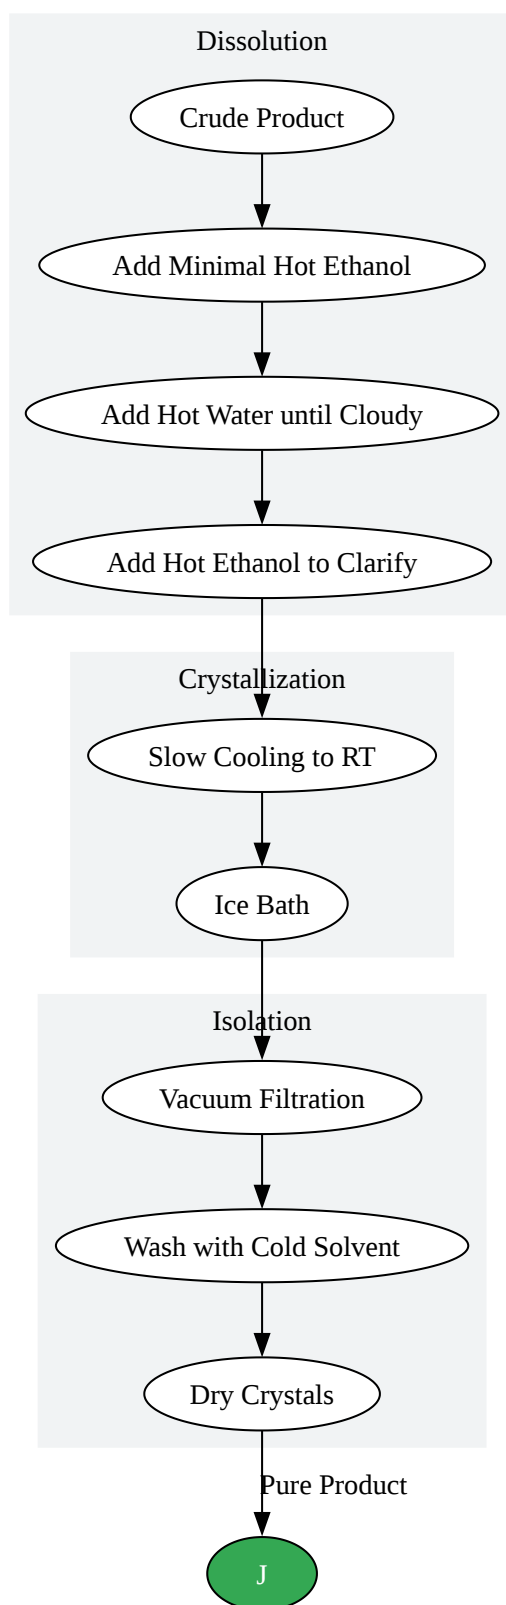 Dissolution
Crude Product
Add Minimal Hot Ethanol
Add Hot Water until Cloudy
Add Hot Ethanol to Clarify
Crystallization
Slow Cooling to RT
Ice Bath
Isolation
Vacuum Filtration
Wash with Cold Solvent
Dry Crystals
Pure Product
J